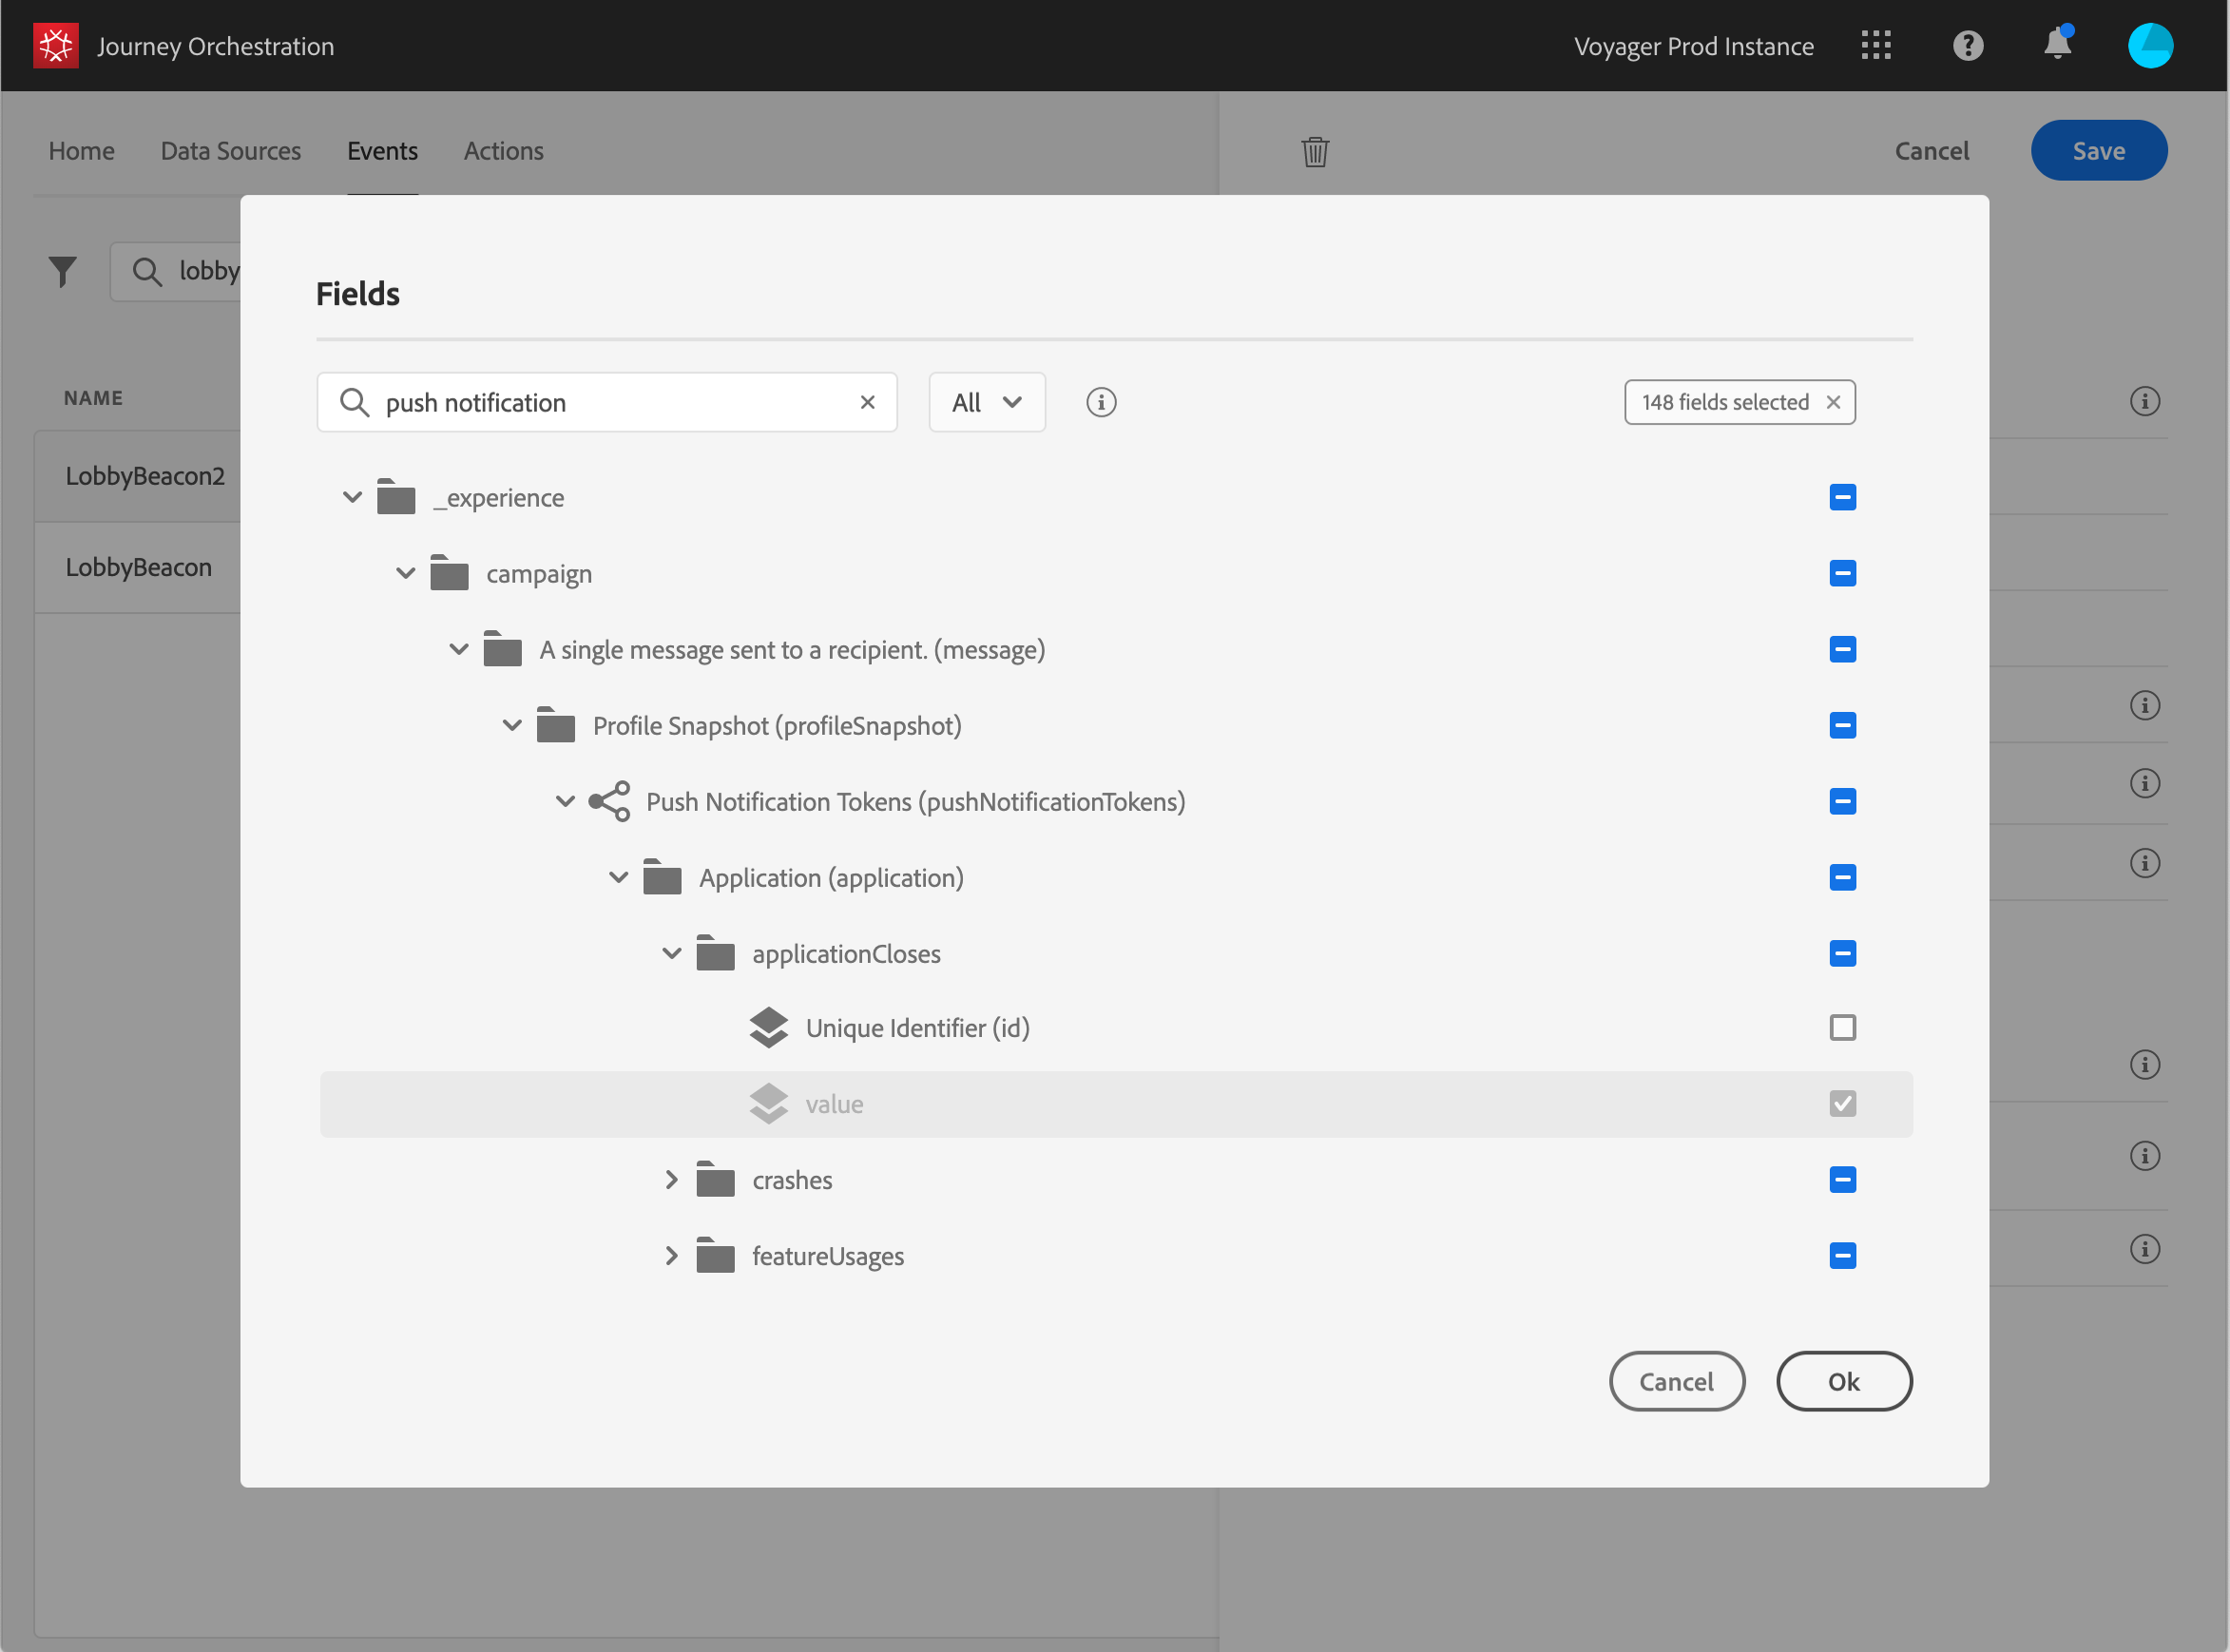 Journey Orchestration
Voyager Prod Instance
Home Data Sources Events Actions
Cancel Save
lobby
NAME
LobbyBeacon2
LobbyBeacon
Fields
push notification
All
148 fields selected
_experience
campaign
A single message sent to a recipient. (message)
Profile Snapshot (profileSnapshot)
Push Notification Tokens (pushNotificationTokens)
Application (application)
applicationCloses
Unique Identifier (id)
value
crashes
featureUsages
Cancel Ok